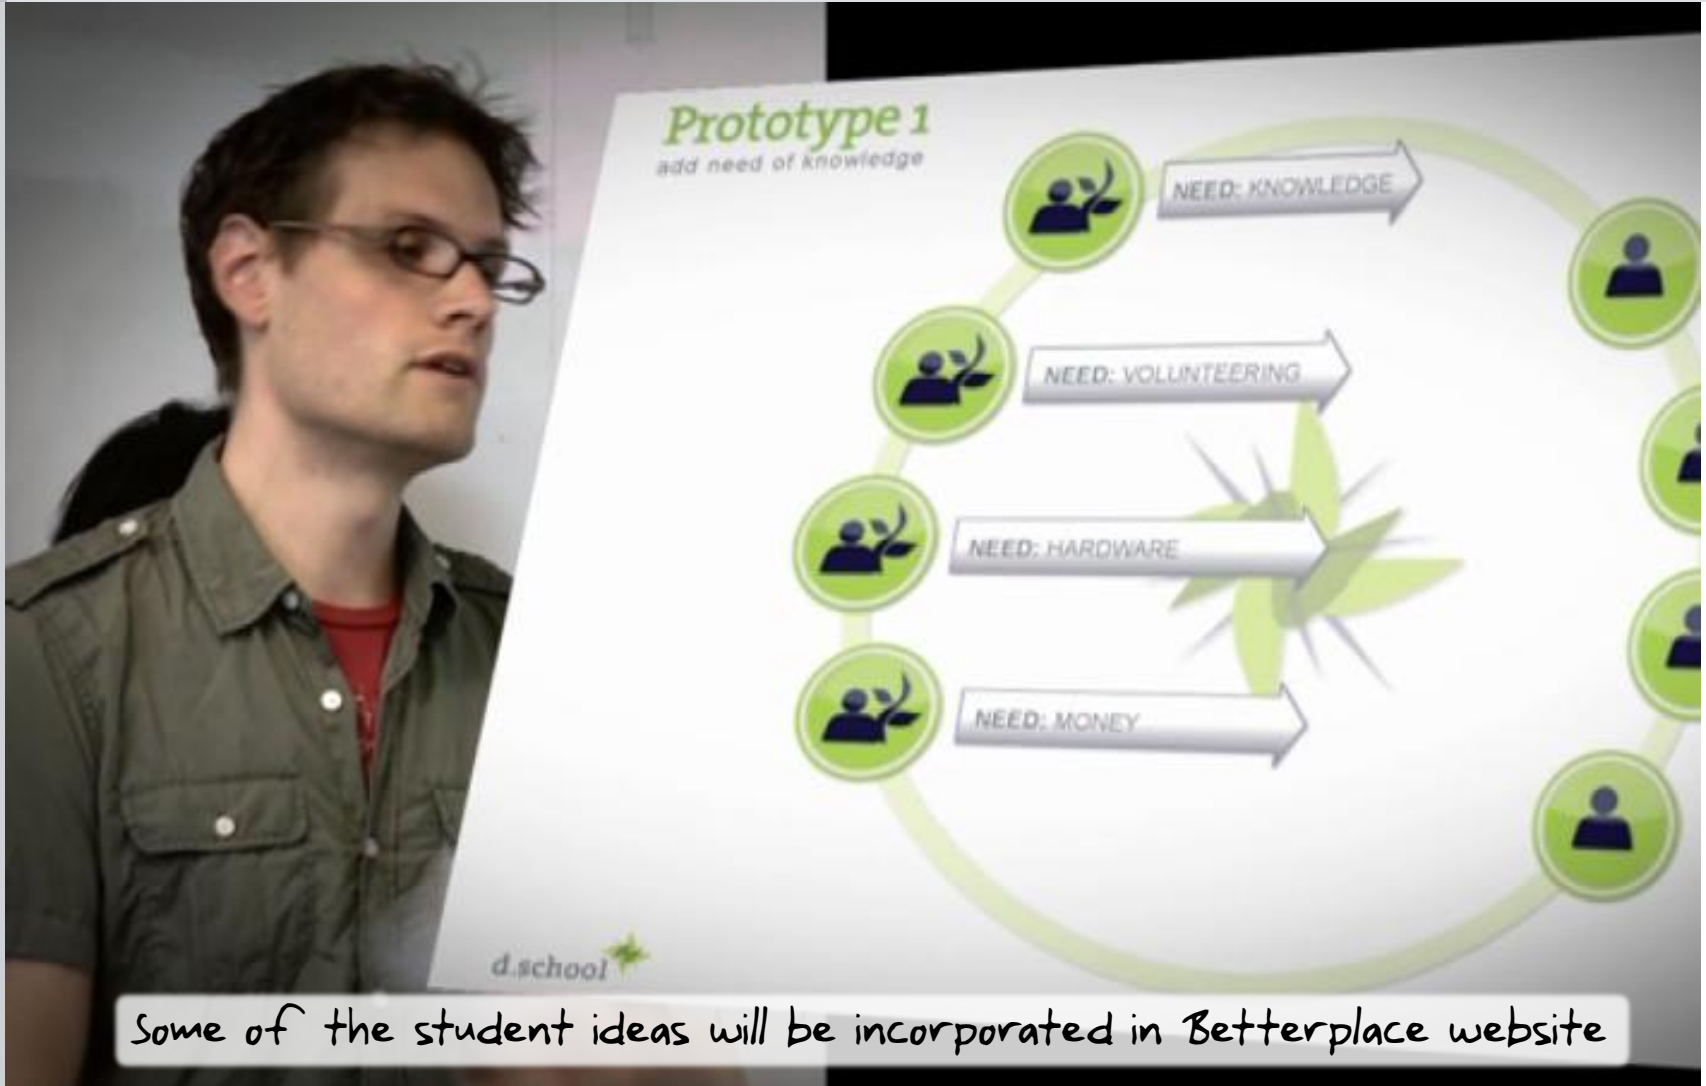 Prototype 1
add need of knowledge
NEED: KNOWLEDGE
NEED: VOLUNTEERING
NEED: HARDWARE
NEED: MONEY
d.school
Some of the student ideas will be incorporated in Betterplace website